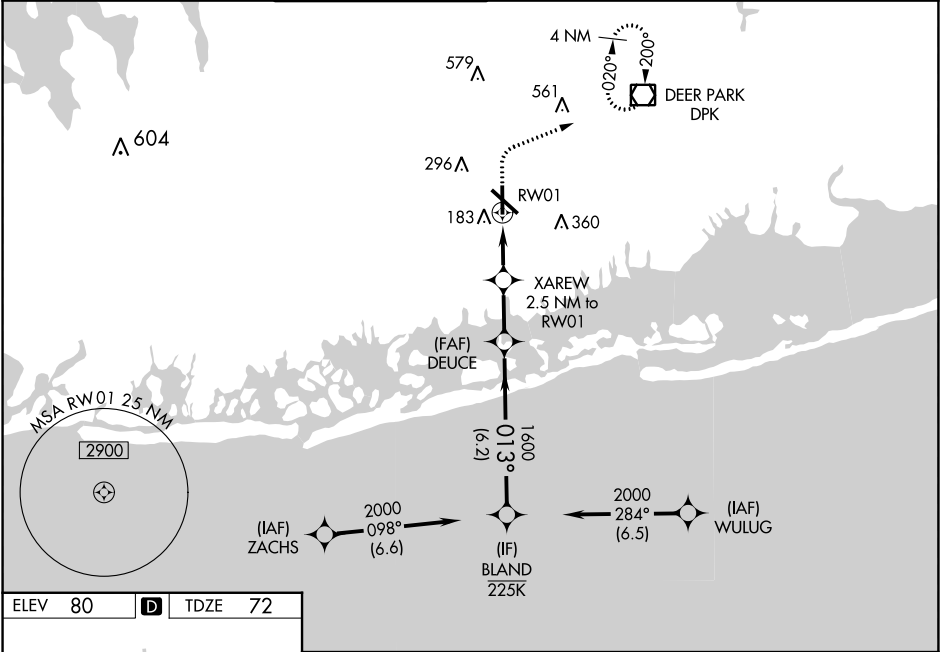 4 NM
020°
200°
579
561
DEER PARK
DPK
604
296
RW01
183
360
XAREW
2.5 NM to
RW01
(FAF)
DEUCE
MSA RW01 25 NM
2900
1600
013°
(6.2)
2000
098°
(6.6)
(IAF)
ZACHS
2000
284°
(6.5)
(IAF)
WULUG
(IF)
BLAND
225K
ELEV 80 D TDZE 72